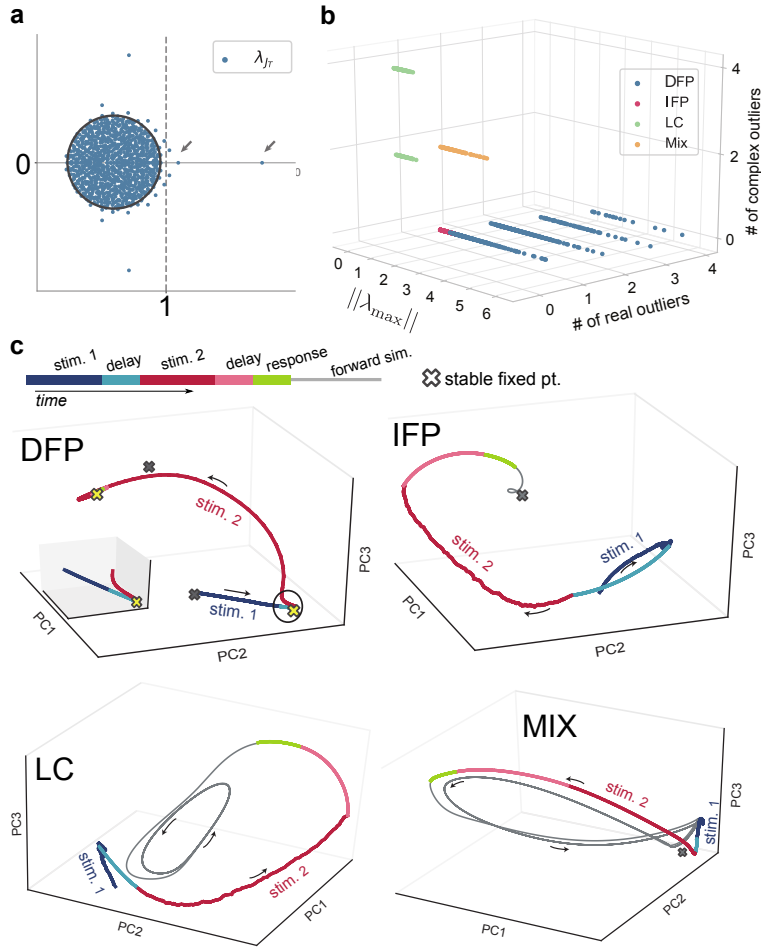 a
λJT
0
0
1
b
DFP
IFP
LC
Mix
4
2
0
# of complex outliers
0
1
2
3
4
5
6
||λmax||
0
1
2
3
4
# of real outliers
c
stim. 1
delay
stim. 2
delay
response
forward sim.
time
stable fixed pt.
DFP
stim. 2
stim. 1
PC1
PC2
PC3
IFP
stim. 1
stim. 2
PC1
PC2
PC3
LC
stim. 1
stim. 2
PC3
PC2
PC1
MIX
stim. 2
stim. 1
PC3
PC2
PC1